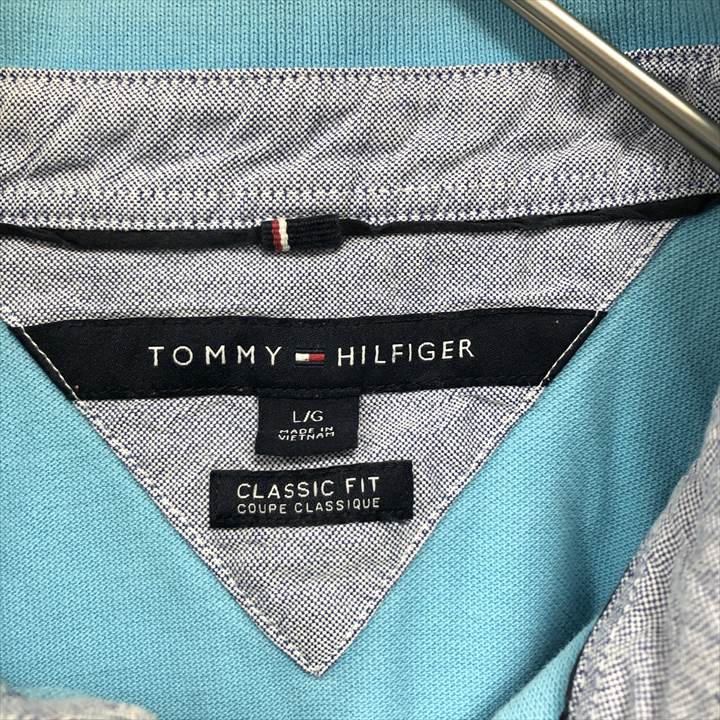 TOMMY HILFIGER
L/G
MADE IN
VIETNAM
CLASSIC FIT
COUPE CLASSIQUE